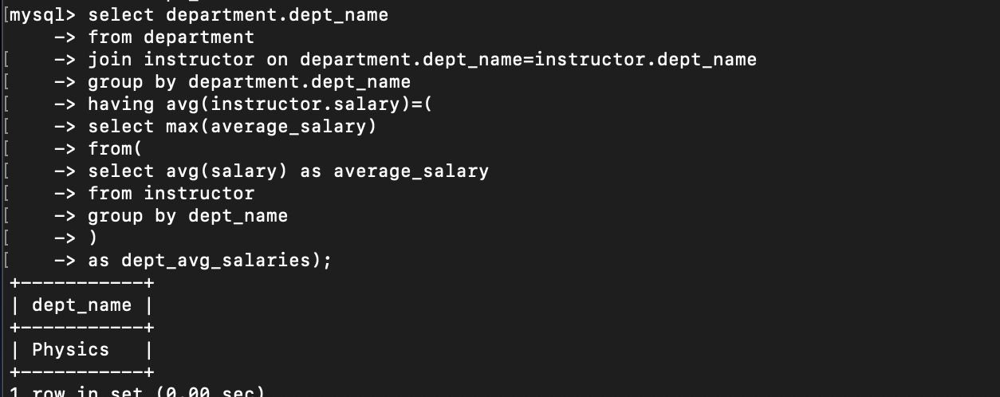 [mysql> select department.dept_name
    -> from department
[    -> join instructor on department.dept_name=instructor.dept_name
[    -> group by department.dept_name
[    -> having avg(instructor.salary)=(
[    -> select max(average_salary)
[    -> from(
[    -> select avg(salary) as average_salary
[    -> from instructor
[    -> group by dept_name
[    -> )
[    -> as dept_avg_salaries);
+-----------+
| dept_name |
+-----------+
| Physics   |
+-----------+
1 row in set (0.00 sec)